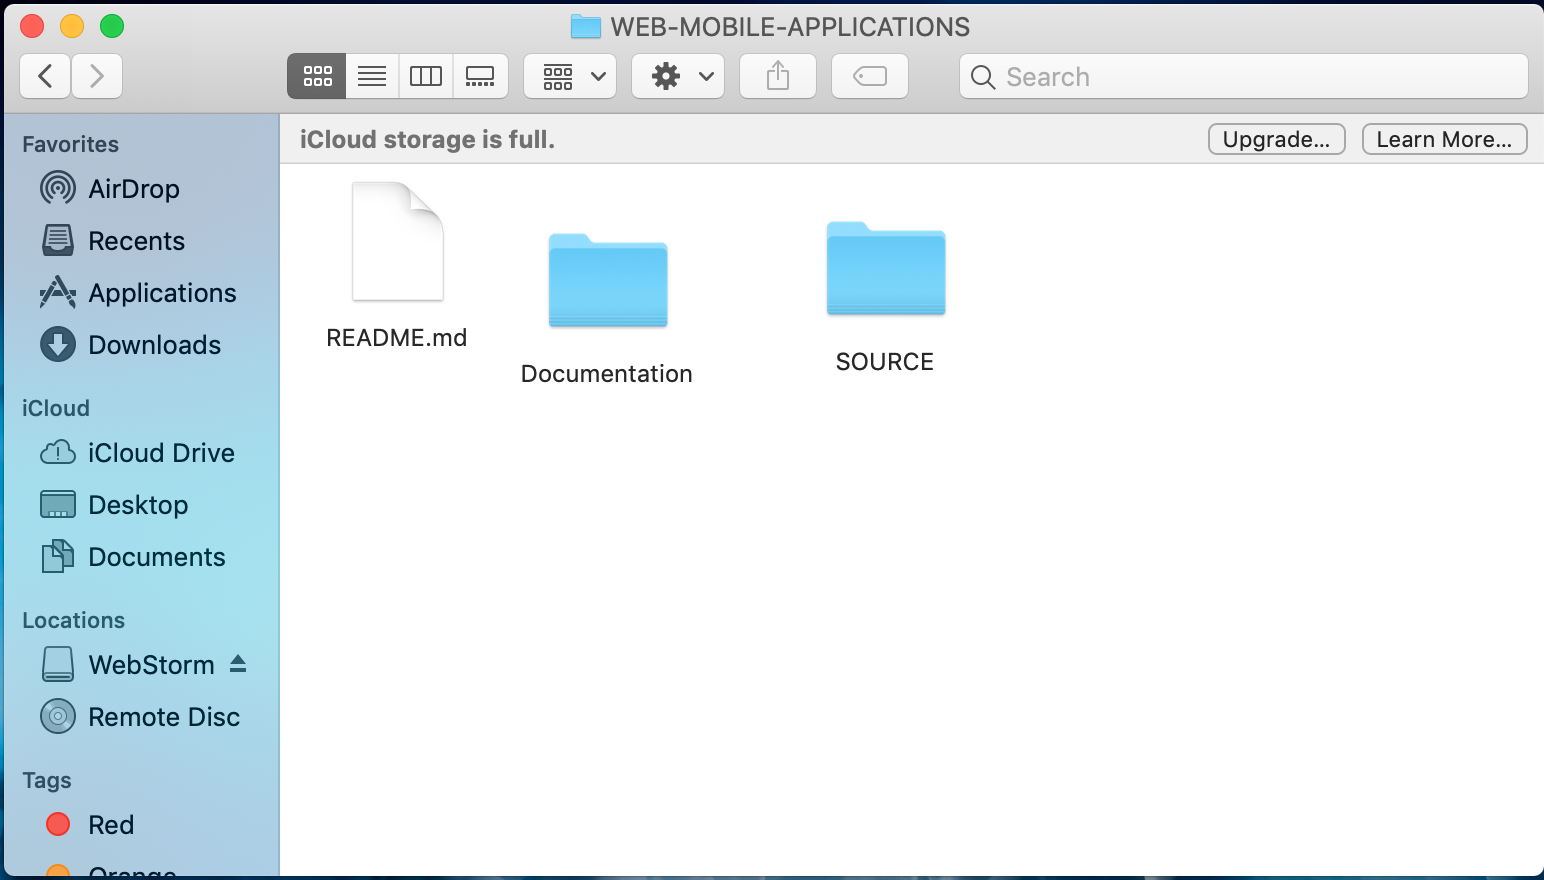 WEB-MOBILE-APPLICATIONS
Search
iCloud storage is full.
Upgrade...
Learn More...
Favorites
AirDrop
Recents
Applications
Downloads
iCloud
iCloud Drive
Desktop
Documents
Locations
WebStorm
Remote Disc
Tags
Red
Orange
README.md
Documentation
SOURCE